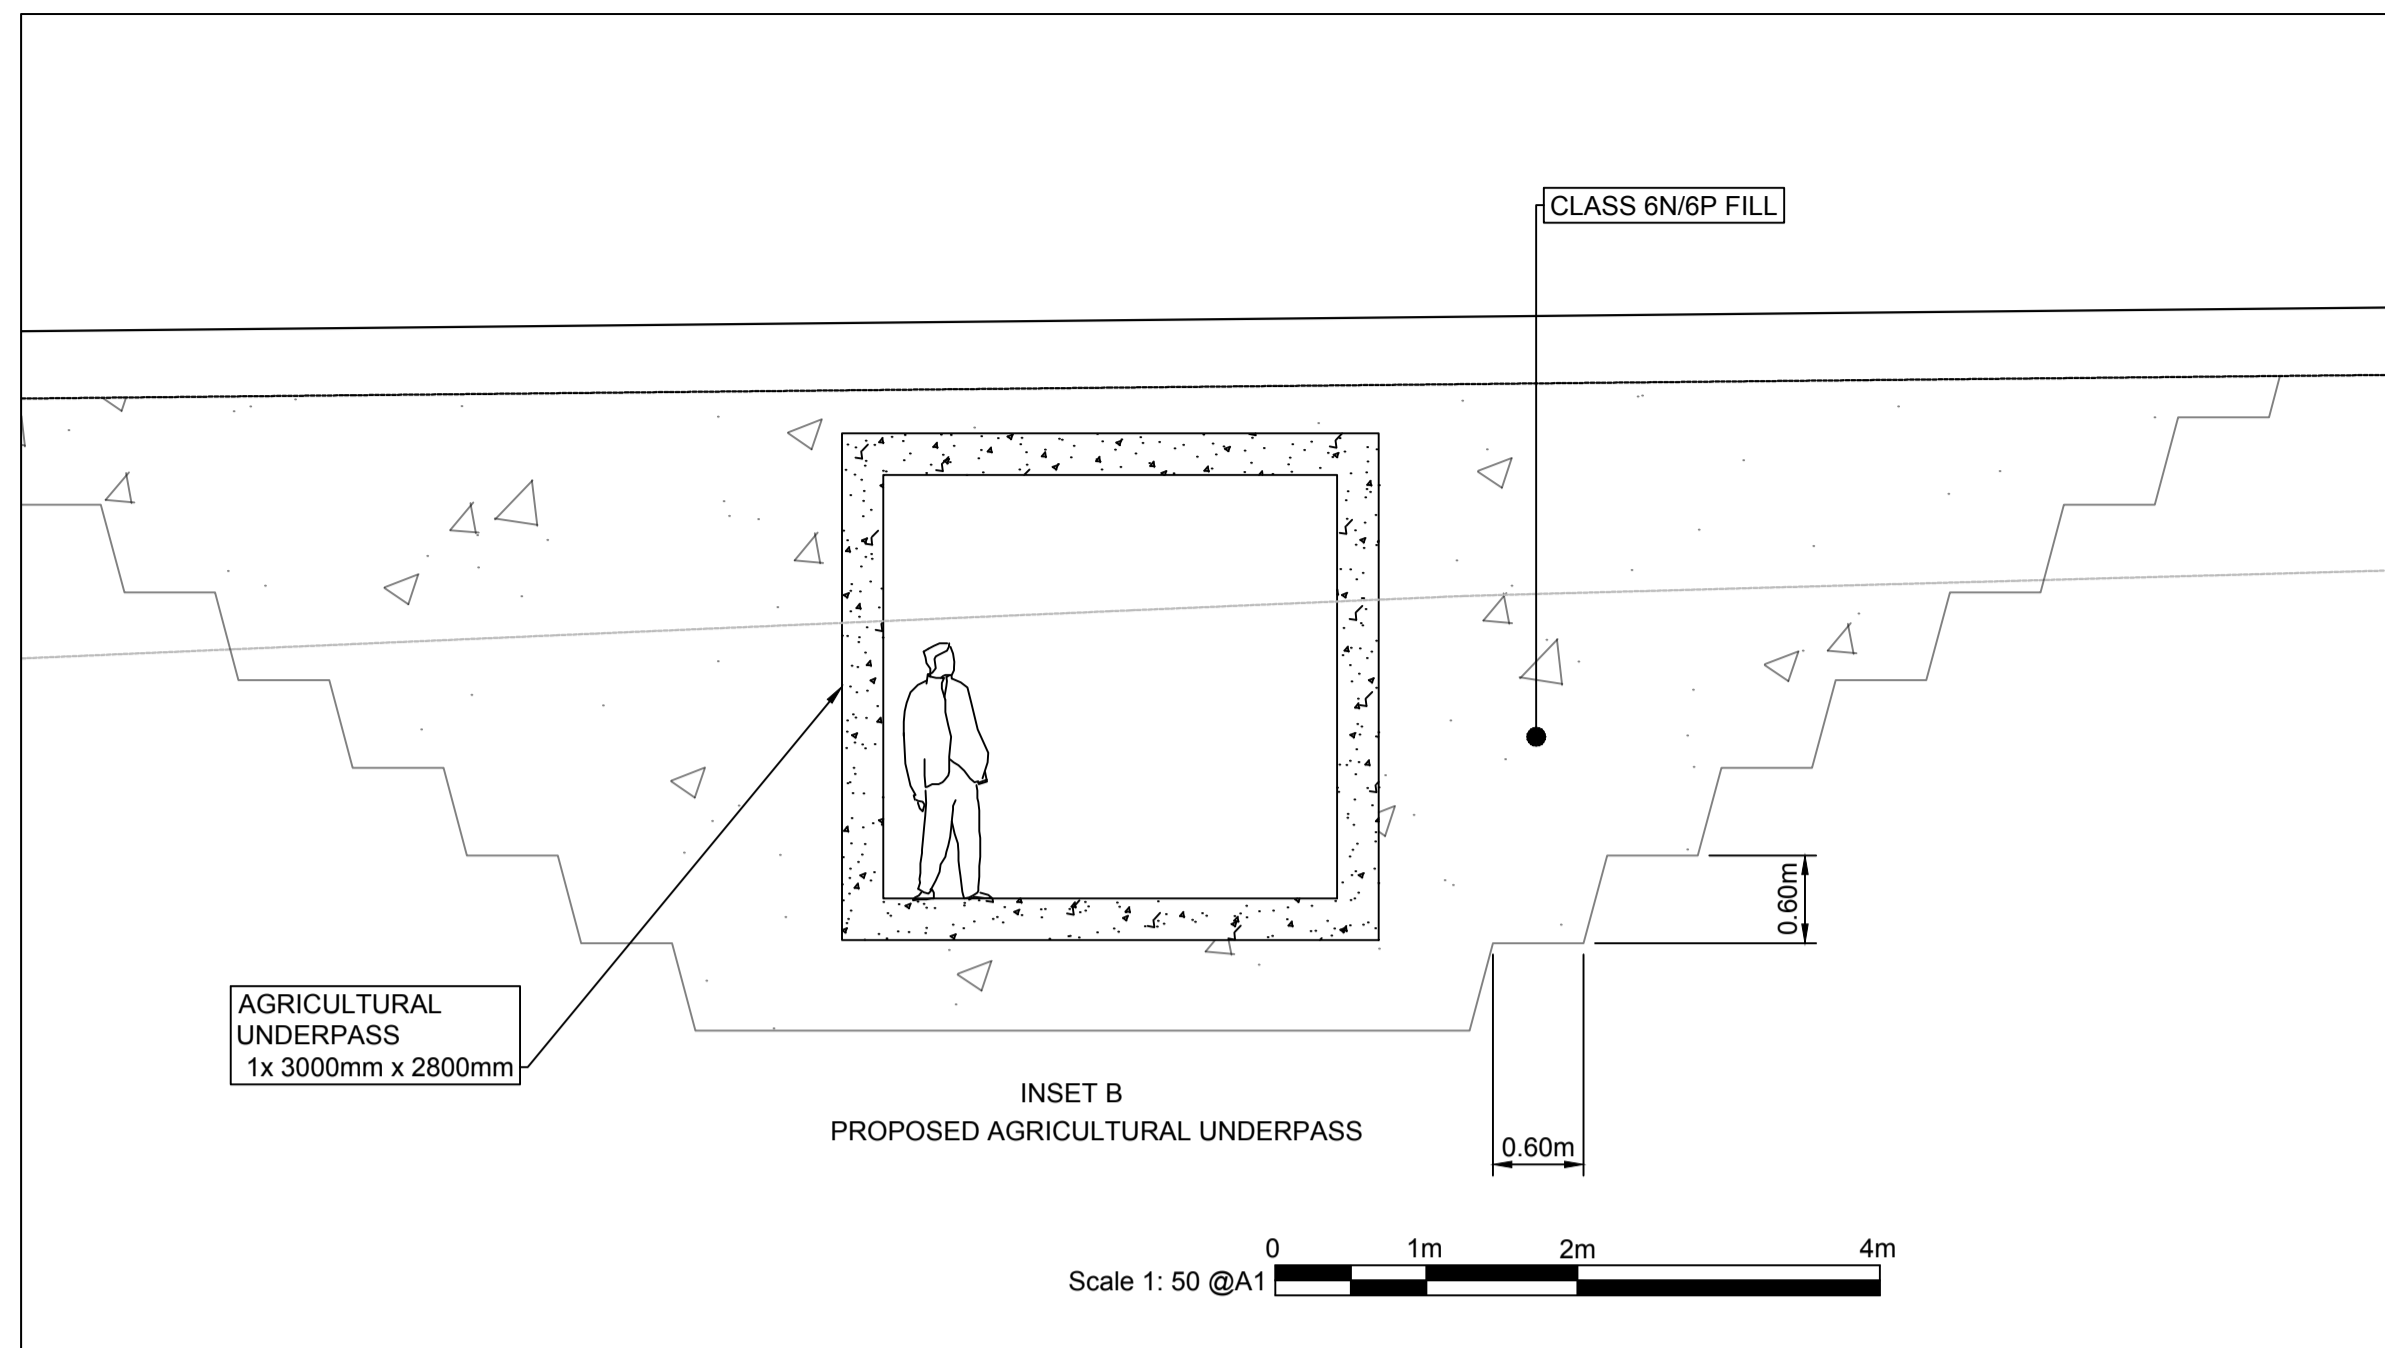 CLASS 6N/6P FILL
AGRICULTURAL
UNDERPASS
1x 3000mm x 2800mm
0.60m
0.60m
INSET B
PROPOSED AGRICULTURAL UNDERPASS
0 1m 2m 4m
Scale 1: 50 @A1